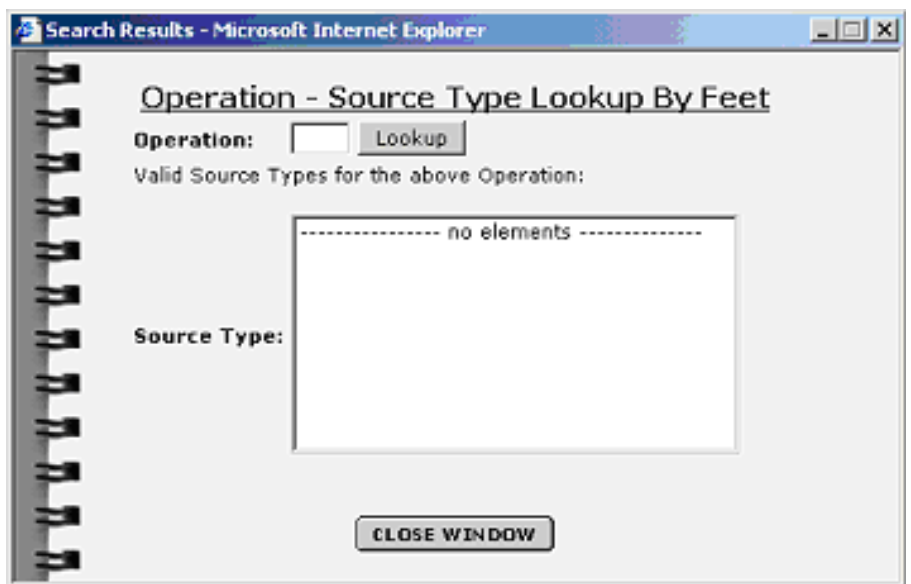 Search Results - Microsoft Internet Explorer
Operation - Source Type Lookup By Feet
Operation: Lookup
Valid Source Types for the above Operation:
---------------- no elements --------------
Source Type:
CLOSE WINDOW